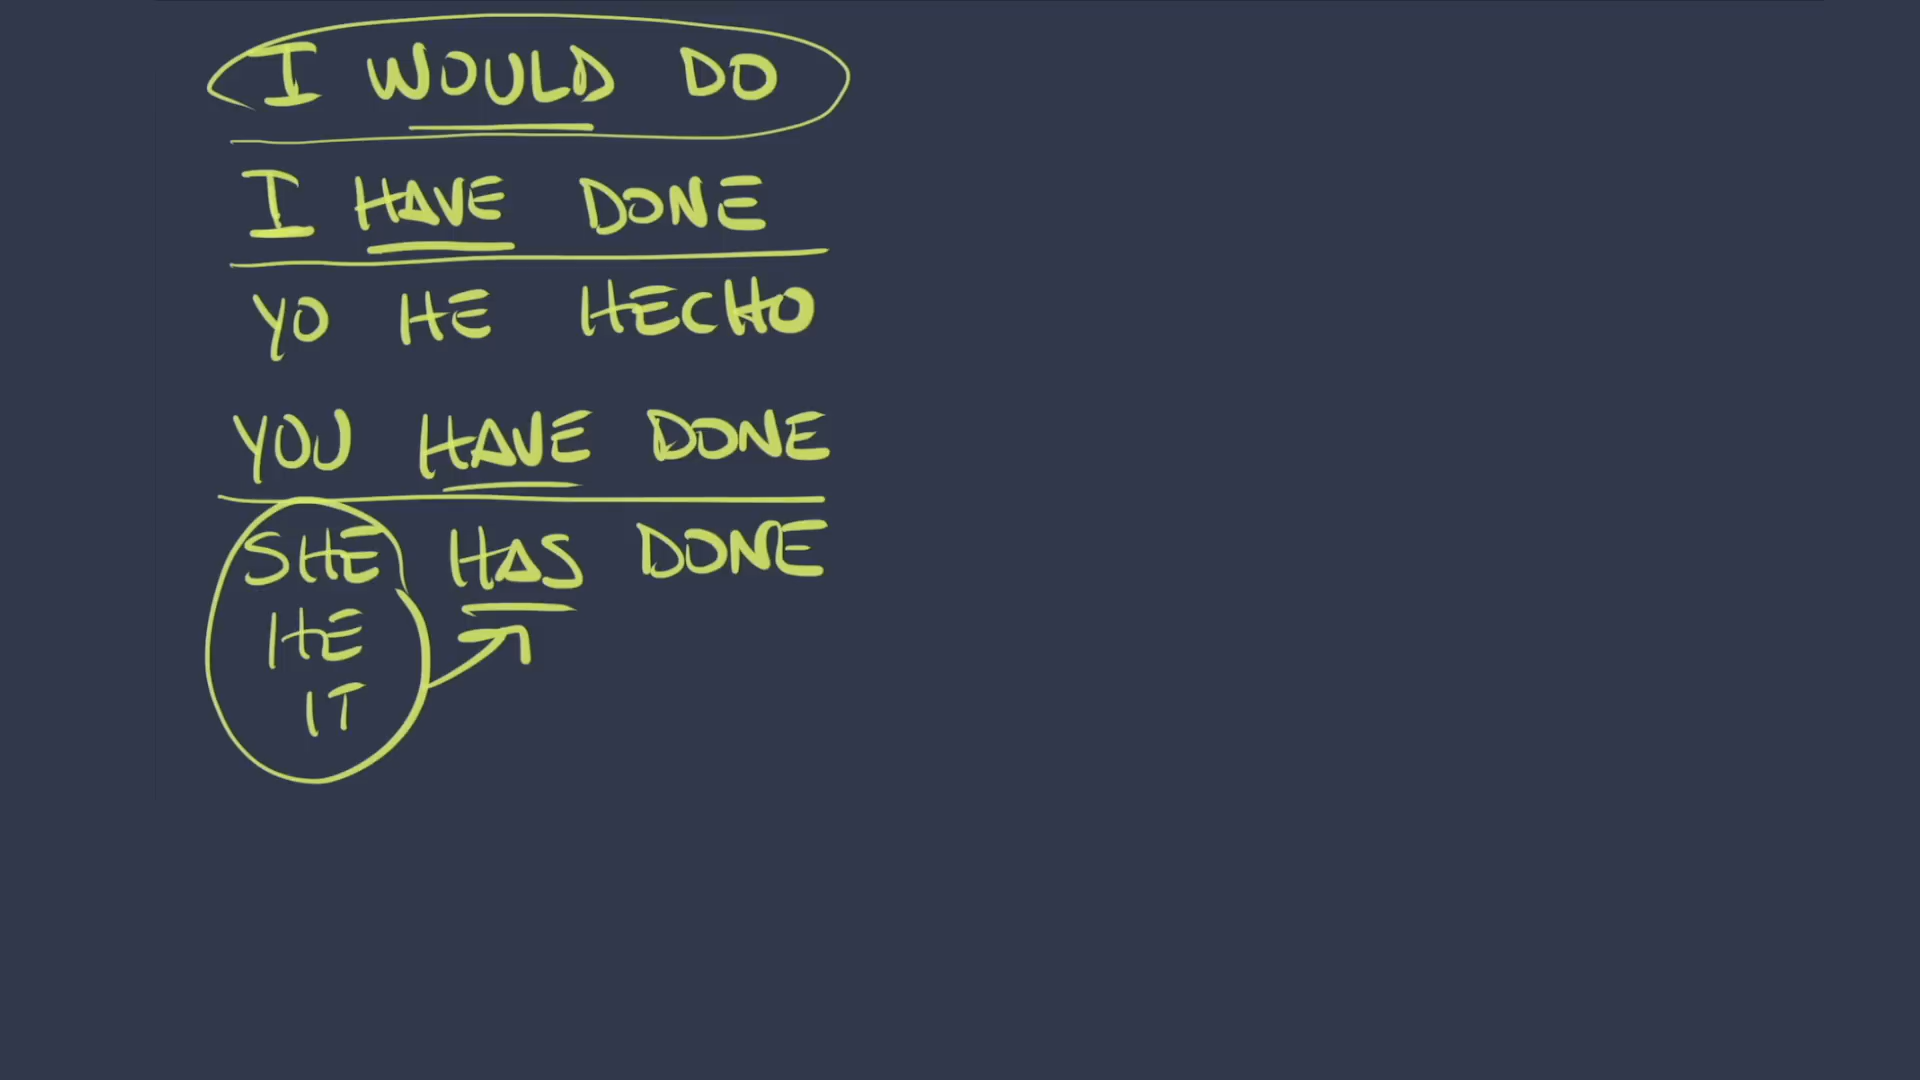 I WOULD DO
I HAVE DONE
YO HE HECHO
YOU HAVE DONE
SHE HAS DONE
HE
IT